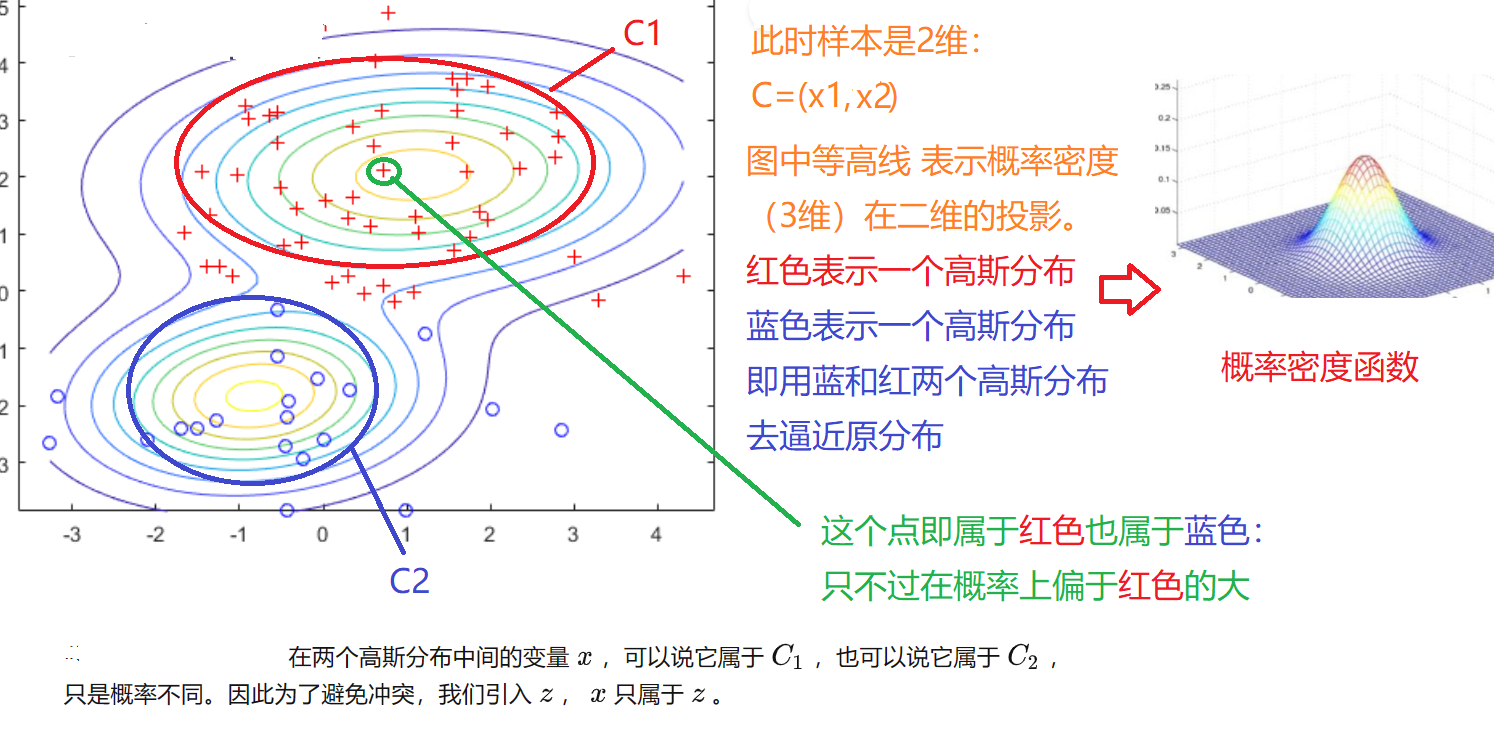 C1
5
4
3
2
1
0
1
2
3
-3
-2
-1
0
1
2
3
4
C2
此时样本是2维：
C=(x1, x2)
图中等高线 表示概率密度
（3维）在二维的投影。
红色表示一个高斯分布
蓝色表示一个高斯分布
即用蓝和红两个高斯分布
去逼近原分布
0.25
0.2
0.15
0.1
0.05
3
2
1
0
1
概率密度函数
这个点即属于红色也属于蓝色：
只不过在概率上偏于红色的大
在两个高斯分布中间的变量 x ，可以说它属于 C₁ ，也可以说它属于 C₂ ，
只是概率不同。因此为了避免冲突，我们引入 z ， x 只属于 z 。